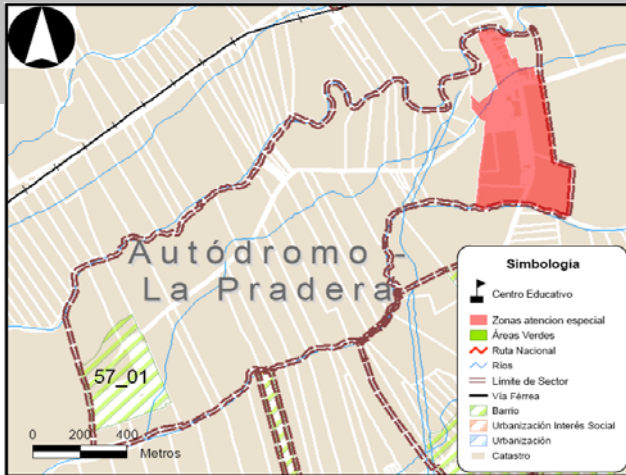 Autódromo -
La Pradera
57_01
0 200 400
Metros
Simbología
Centro Educativo
Zonas atencion especial
Áreas Verdes
Ruta Nacional
Ríos
Límite de Sector
Vía Férrea
Barrio
Urbanización Interés Social
Urbanización
Catastro